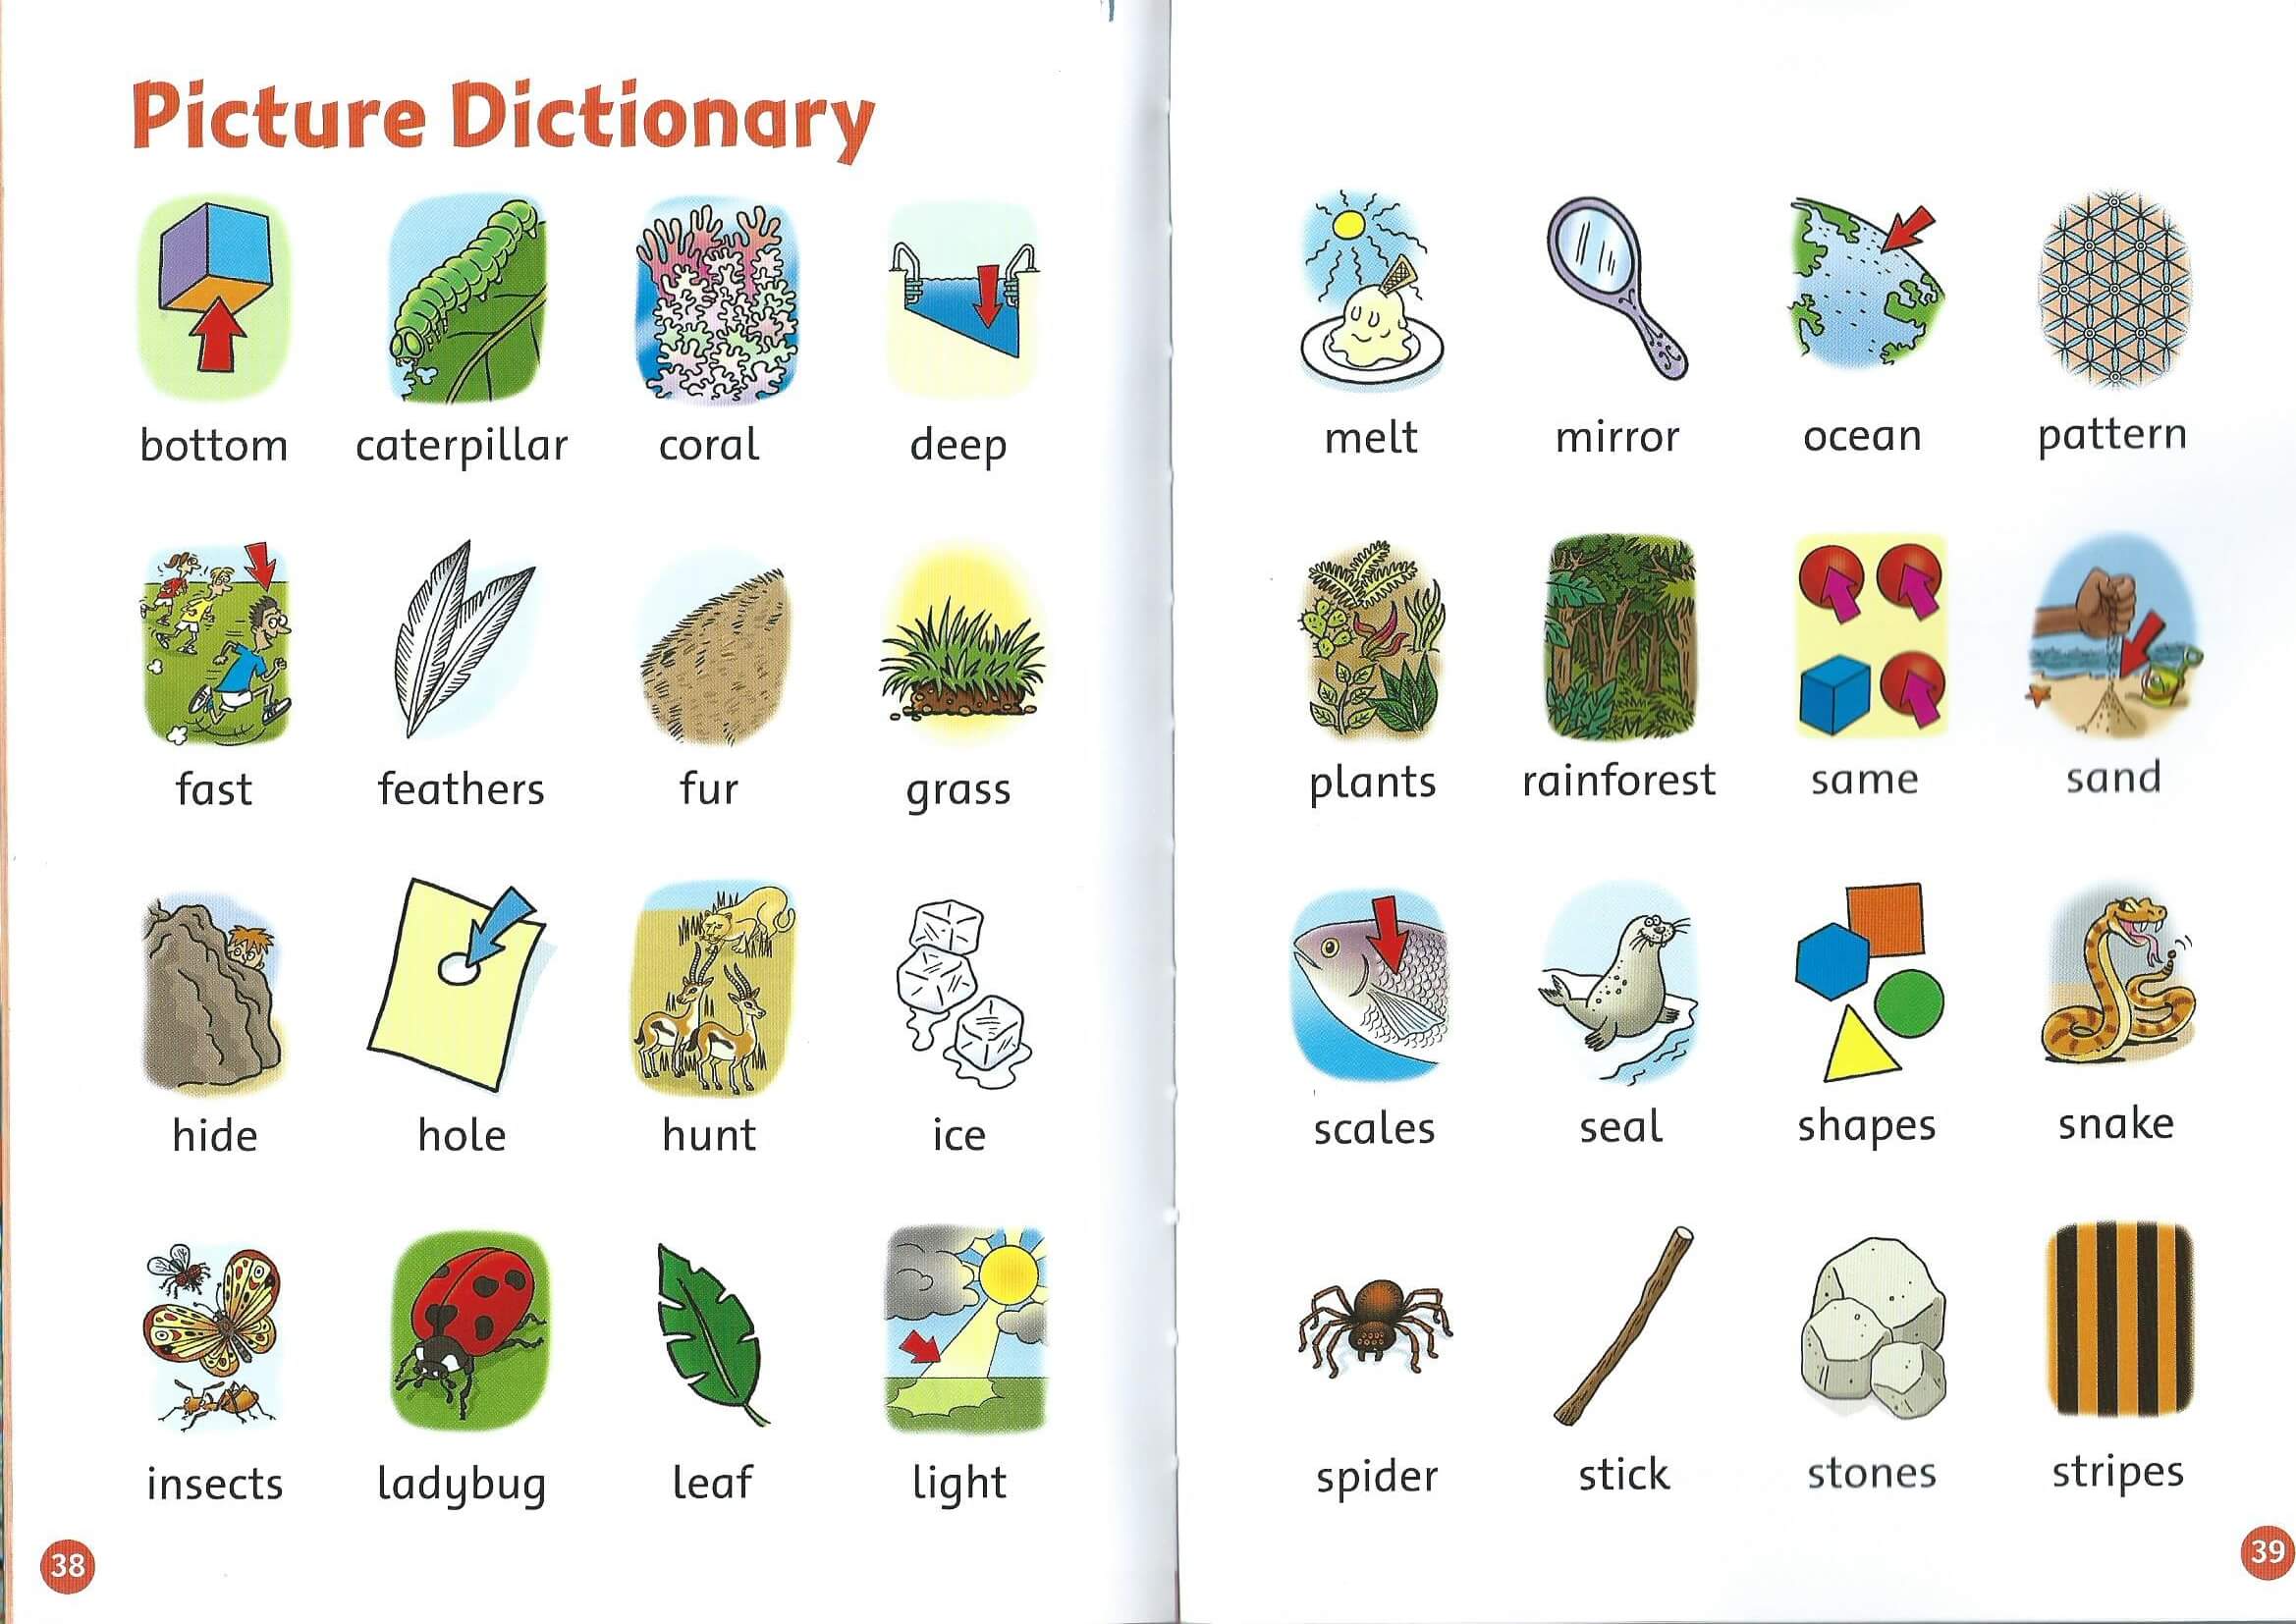 Picture Dictionary
bottom caterpillar coral deep
fast feathers fur grass
hide hole hunt ice
insects ladybug leaf light
38
melt mirror ocean pattern
plants rainforest same sand
scales seal shapes snake
spider stick stones stripes
39